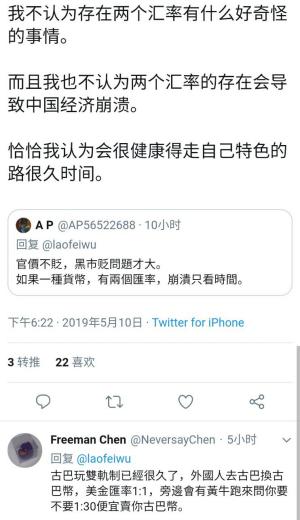 我不认为存在两个汇率有什么好奇怪
的事情。
而且我也不认为两个汇率的存在会导
致中国经济崩溃。
恰恰我认为会很健康得走自己特色的
路很久时间。
A P @AP56522688 · 10小时
回复 @laofeiwu
官價不貶，黑市貶問題才大。
如果一種貨幣，有兩個匯率，崩潰只看時間。
下午6:22 · 2019年5月10日 · Twitter for iPhone
3 转推 22 喜欢
Freeman Chen @NeversayChen · 5小时
回复 @laofeiwu
古巴玩雙軌制已經很久了，外國人去古巴換古
巴幣，美金匯率1:1，旁邊會有黃牛跑來問你要
不要1:30便宜賣你古巴幣。